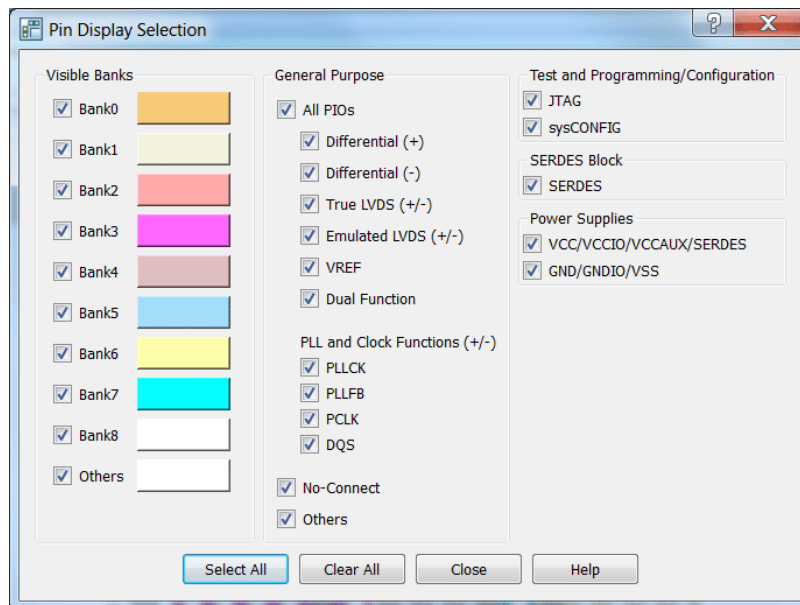 Pin Display Selection
Visible Banks
Bank0
Bank1
Bank2
Bank3
Bank4
Bank5
Bank6
Bank7
Bank8
Others
General Purpose
All PIOs
Differential (+)
Differential (-)
True LVDS (+/-)
Emulated LVDS (+/-)
VREF
Dual Function
PLL and Clock Functions (+/-)
PLLCK
PLLFB
PCLK
DQS
No-Connect
Others
Test and Programming/Configuration
JTAG
sysCONFIG
SERDES Block
SERDES
Power Supplies
VCC/VCCIO/VCCAUX/SERDES
GND/GNDIO/VSS
Select All
Clear All
Close
Help